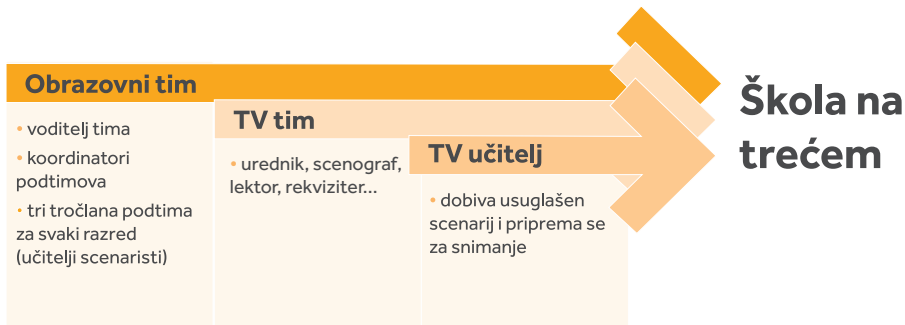 Obrazovni tim
• voditelj tima
• koordinatori
podtimova
• tri tročlana podtima
za svaki razred
(učitelji scenaristi)
TV tim
• urednik, scenograf,
lektor, rekviziter...
TV učitelj
• dobiva usuglašen
scenarij i priprema se
za snimanje
Škola na
trećem